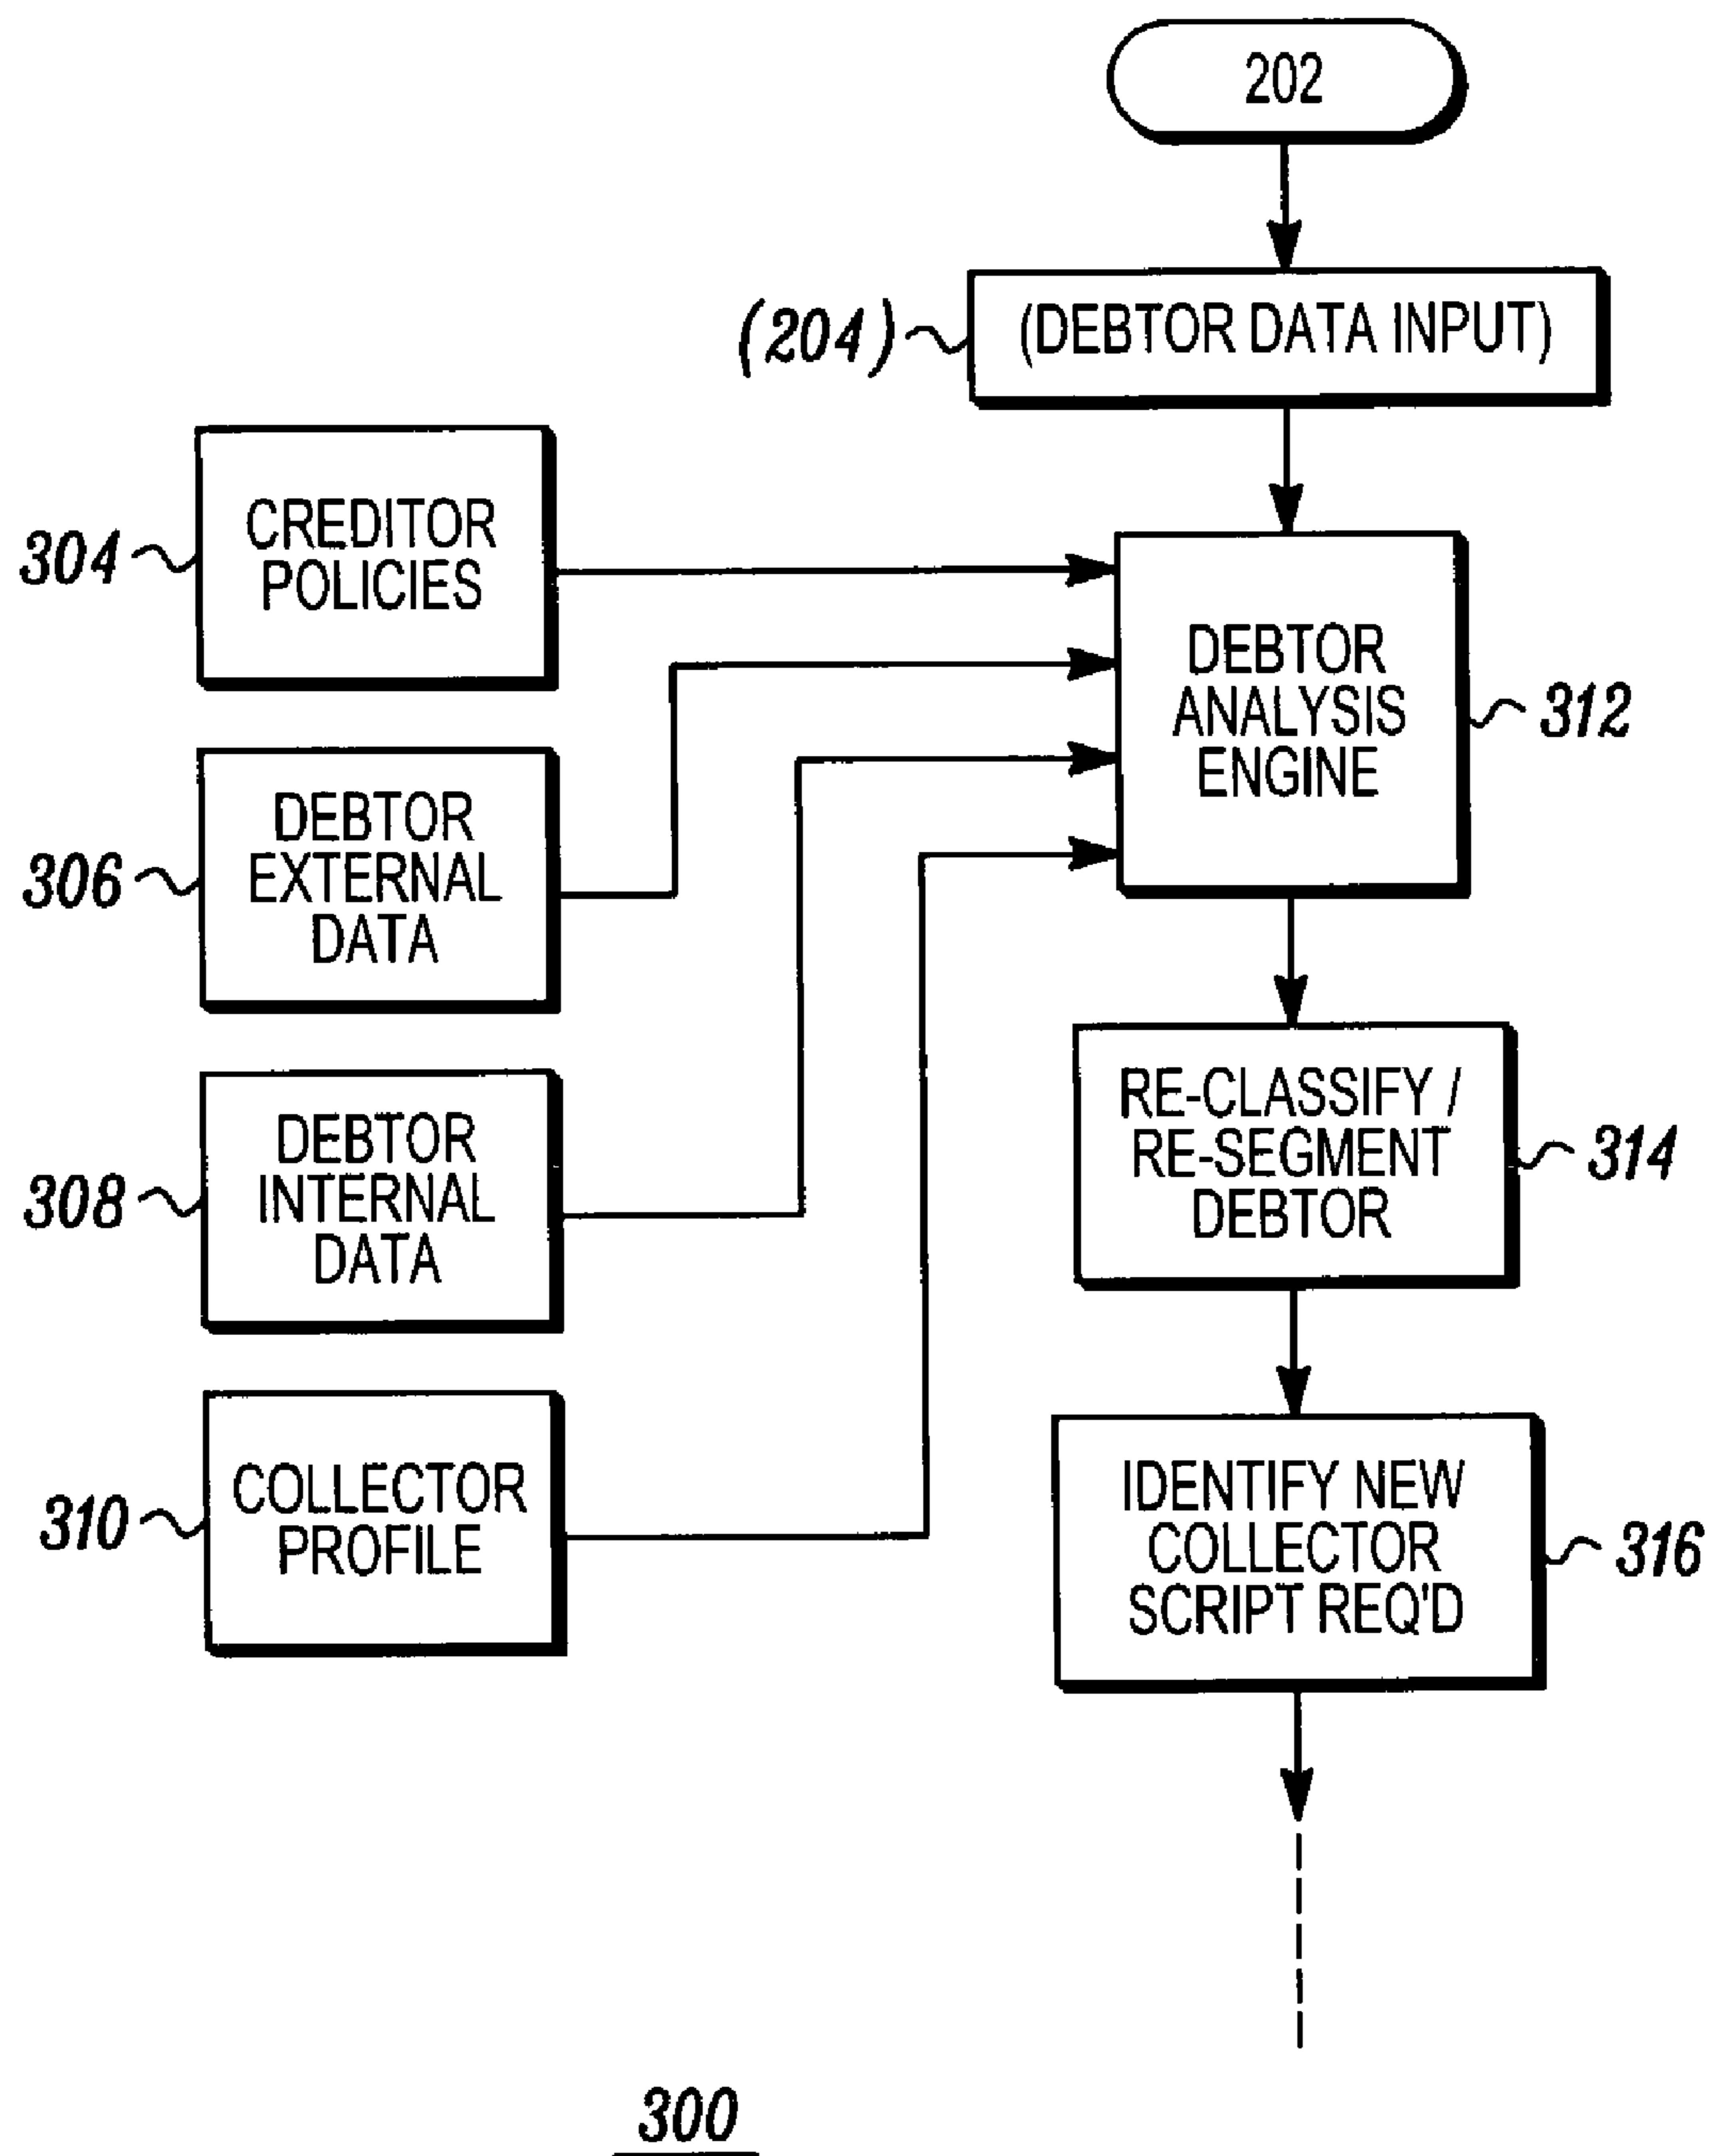 202
(204)
(DEBTOR DATA INPUT)
304
CREDITOR
POLICIES
DEBTOR
ANALYSIS
ENGINE
312
306
DEBTOR
EXTERNAL
DATA
308
DEBTOR
INTERNAL
DATA
RE-CLASSIFY /
RE-SEGMENT
DEBTOR
314
310
COLLECTOR
PROFILE
IDENTIFY NEW
COLLECTOR
SCRIPT REQ'D
316
300